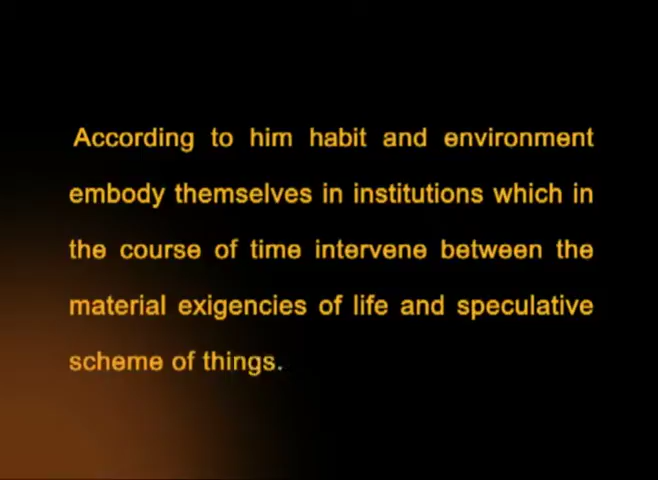 According to him habit and environment
embody themselves in institutions which in
the course of time intervene between the
material exigencies of life and speculative
scheme of things.